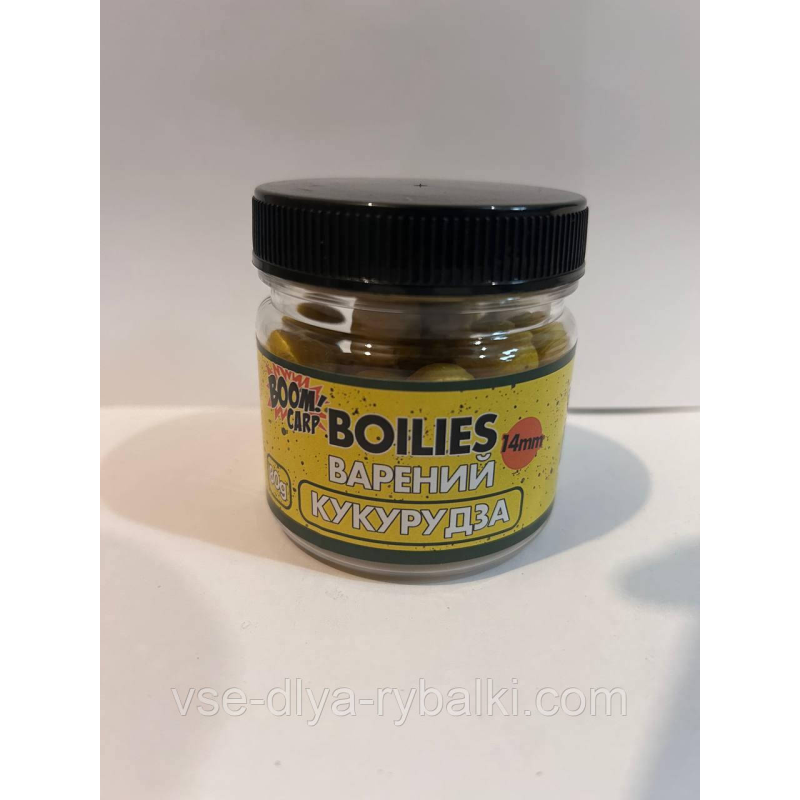 BOOM!
CARP
BOILIES
14mm
ВАРЕНИЙ
КУКУРУДЗА
vse-dlya-rybalki.com